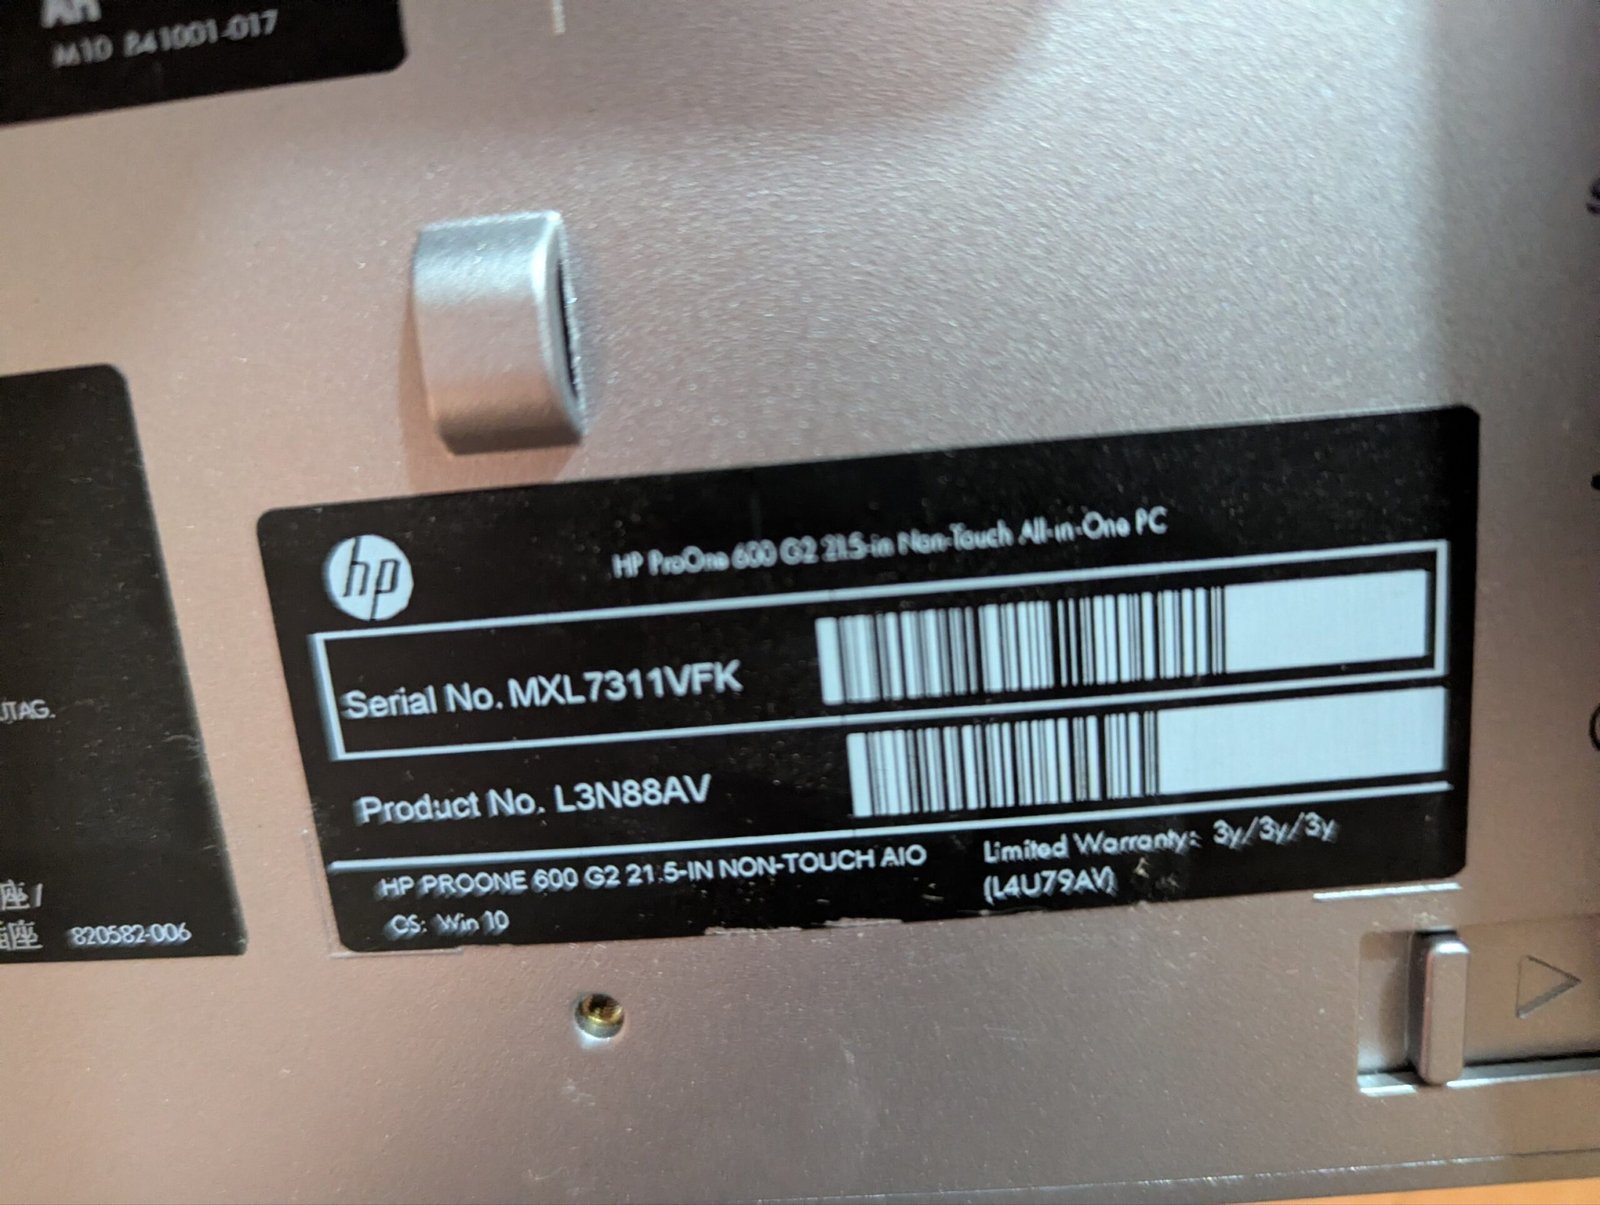 M10 841001-017
hp
HP ProOne 600 G2 21.5-in Non-Touch All-in-One PC
Serial No. MXL7311VFK
Product No. L3N88AV
HP PROONE 600 G2 21.5-IN NON-TOUCH AIO
OS: Win 10
Limited Warranty: 3y/3y/3y
(L4U79AV)
UTAG.
座/
插座 820582-006